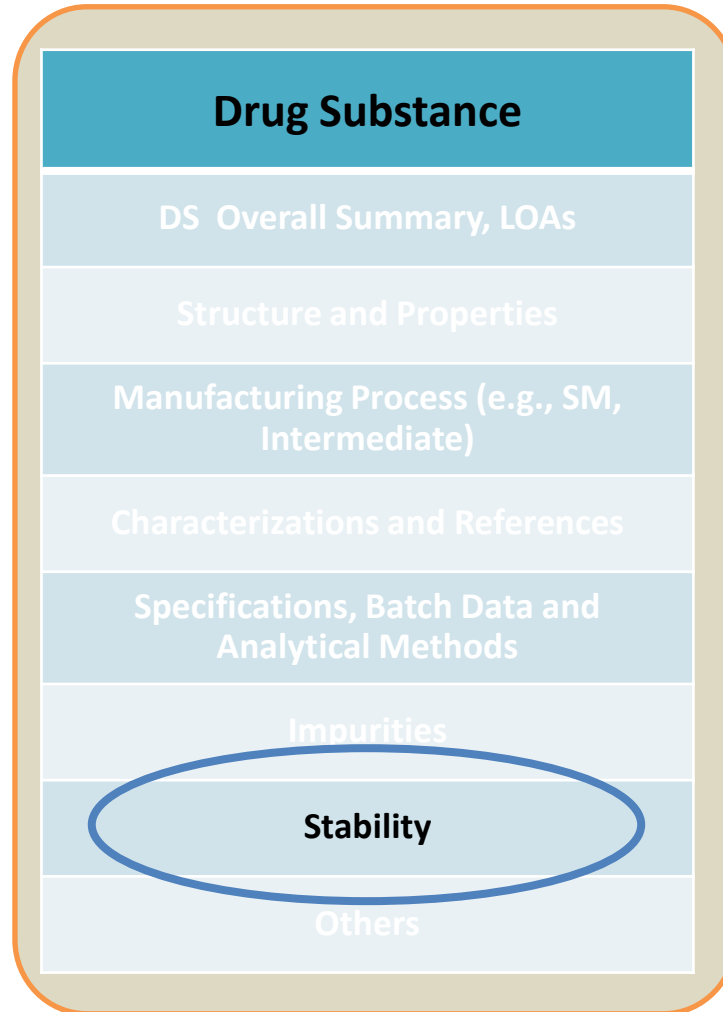 Drug Substance
DS Overall Summary, LOAs
Structure and Properties
Manufacturing Process (e.g., SM,
Intermediate)
Characterizations and References
Specifications, Batch Data and
Analytical Methods
Impurities
Stability
Others